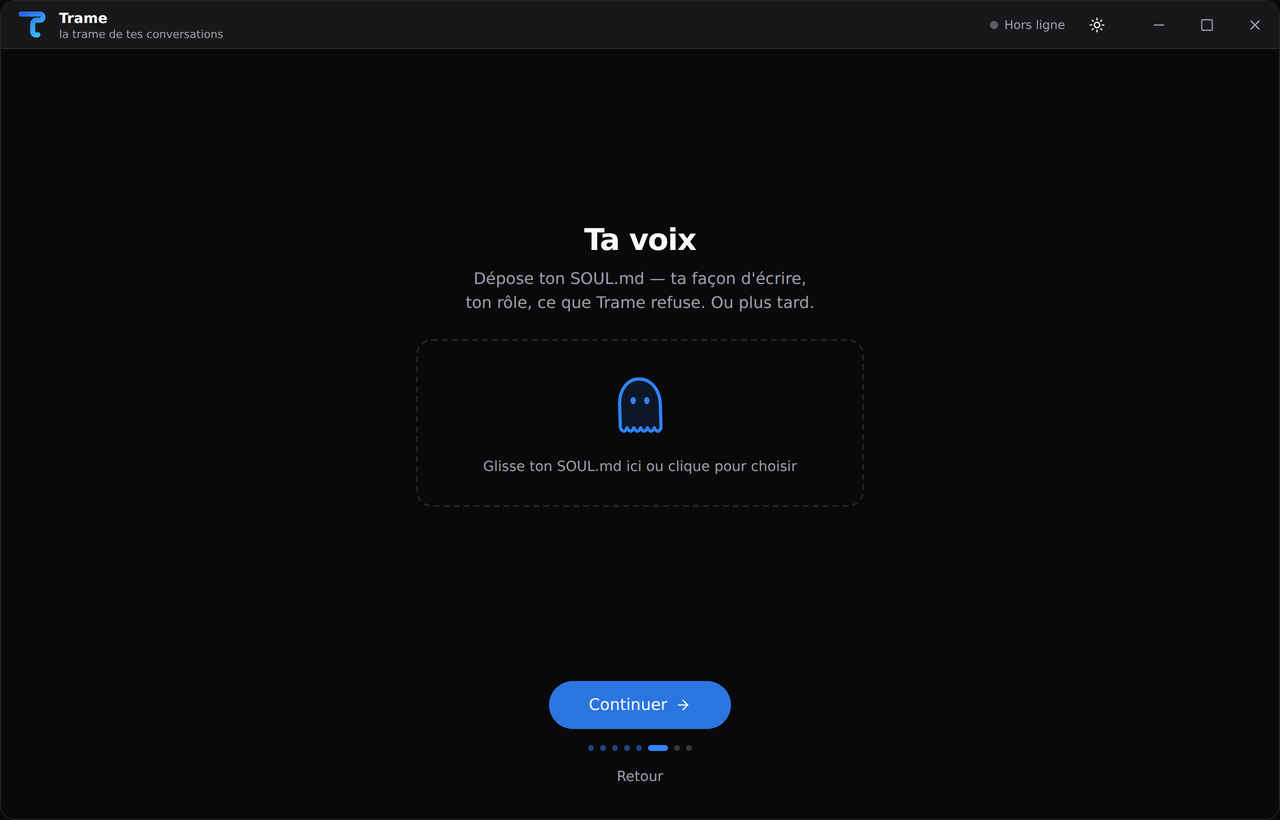 Trame
la trame de tes conversations
Hors ligne
Ta voix
Dépose ton SOUL.md — ta façon d'écrire,
ton rôle, ce que Trame refuse. Ou plus tard.
Glisse ton SOUL.md ici ou clique pour choisir
Continuer →
Retour